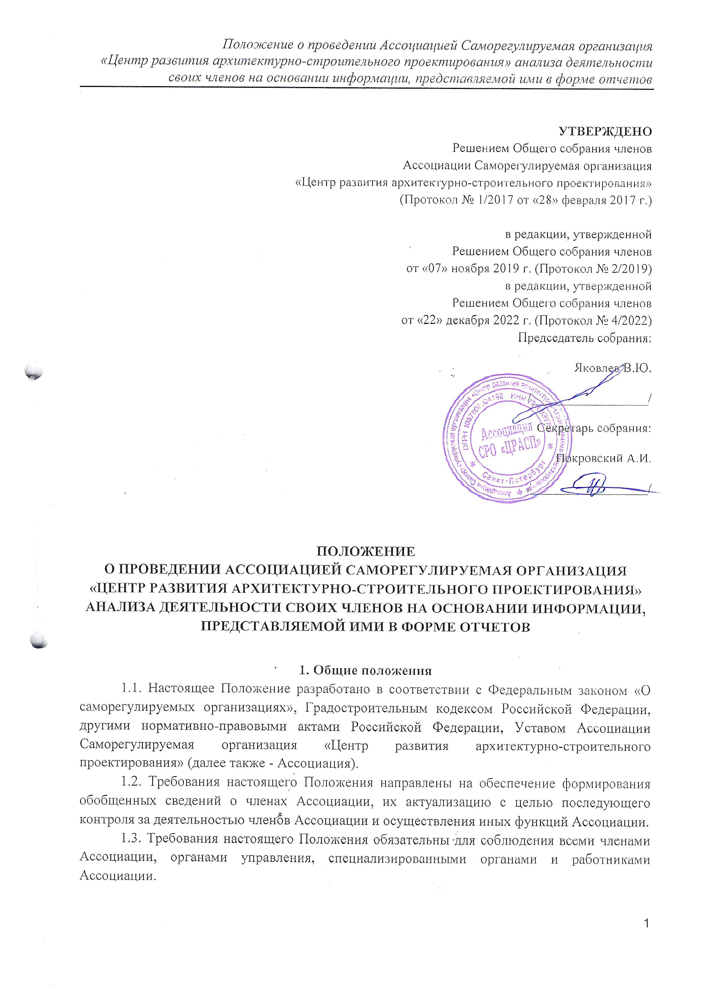 Положение о проведении Ассоциацией Саморегулируемая организация
«Центр развития архитектурно-строительного проектирования» анализа деятельности
своих членов на основании информации, представляемой ими в форме отчетов
УТВЕРЖДЕНО
Решением Общего собрания членов
Ассоциации Саморегулируемая организация
«Центр развития архитектурно-строительного проектирования»
(Протокол № 1/2017 от «28» февраля 2017 г.)
в редакции, утвержденной
Решением Общего собрания членов
от «07» ноября 2019 г. (Протокол № 2/2019)
в редакции, утвержденной
Решением Общего собрания членов
от «22» декабря 2022 г. (Протокол № 4/2022)
Председатель собрания:
Яковлев В.Ю.
/ /
Секретарь собрания:
Покровский А.И.
/ /
Ассоциация Саморегулируемая организация «Центр развития архитектурно-строительного проектирования»
ОГРН ИНН
Ассоциация
СРО «ЦРАСП»
Санкт-Петербург
ПОЛОЖЕНИЕ
О ПРОВЕДЕНИИ АССОЦИАЦИЕЙ САМОРЕГУЛИРУЕМАЯ ОРГАНИЗАЦИЯ
«ЦЕНТР РАЗВИТИЯ АРХИТЕКТУРНО-СТРОИТЕЛЬНОГО ПРОЕКТИРОВАНИЯ»
АНАЛИЗА ДЕЯТЕЛЬНОСТИ СВОИХ ЧЛЕНОВ НА ОСНОВАНИИ ИНФОРМАЦИИ,
ПРЕДСТАВЛЯЕМОЙ ИМИ В ФОРМЕ ОТЧЕТОВ
1. Общие положения
1.1. Настоящее Положение разработано в соответствии с Федеральным законом «О
саморегулируемых организациях», Градостроительным кодексом Российской Федерации,
другими нормативно-правовыми актами Российской Федерации, Уставом Ассоциации
Саморегулируемая организация «Центр развития архитектурно-строительного
проектирования» (далее также - Ассоциация).
1.2. Требования настоящего Положения направлены на обеспечение формирования
обобщенных сведений о членах Ассоциации, их актуализацию с целью последующего
контроля за деятельностью членов Ассоциации и осуществления иных функций Ассоциации.
1.3. Требования настоящего Положения обязательны для соблюдения всеми членами
Ассоциации, органами управления, специализированными органами и работниками
Ассоциации.
1